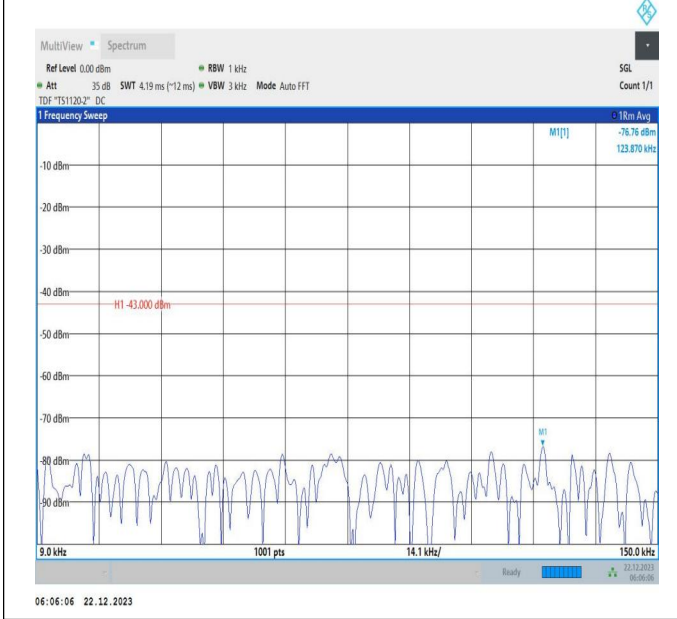 R&S
MultiView Spectrum
Ref Level 0.00 dBm RBW 1 kHz SGL
Att 35 dB SWT 4.19 ms (~12 ms) VBW 3 kHz Mode Auto FFT Count 1/1
TDF "TS1120-2" DC
1 Frequency Sweep 1Rm Avg
M1[1] -76.76 dBm
123.870 kHz
-10 dBm
-20 dBm
-30 dBm
-40 dBm
H1 -43.000 dBm
-50 dBm
-60 dBm
-70 dBm
M1
-80 dBm
-90 dBm
9.0 kHz 1001 pts 14.1 kHz/ 150.0 kHz
Ready 22.12.2023
06:06:06
06:06:06 22.12.2023